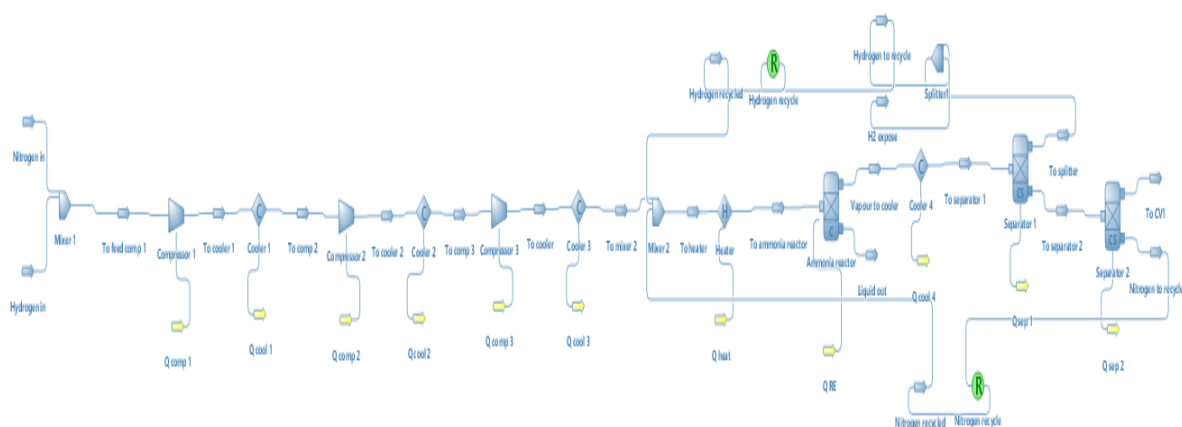 Hydrogen to recycle
Hydrogen recycled
R
Hydrogen recycle
Splitter1
H2 expose
Nitrogen in
Mixer 1
Hydrogen in
To feed comp 1
Compressor 1
To cooler 1
C
Cooler 1
To comp 2
Compressor 2
To cooler 2
C
Cooler 2
To comp 3
Compressor 3
To cooler
C
Cooler 3
To mixer 2
Mixer 2
To heater
H
Heater
To ammonia reactor
C
Ammonia reactor
Vapour to cooler
C
Cooler 4
To separator 1
CS
Separator 1
To splitter
To separator 2
CS
Separator 2
To CV1
Nitrogen to recycle
Liquid out
Q comp 1
Q cool 1
Q comp 2
Q cool 2
Q comp 3
Q cool 3
Q heat
Q RE
Q cool 4
Q sep 1
Q sep 2
R
Nitrogen recycled
Nitrogen recycle